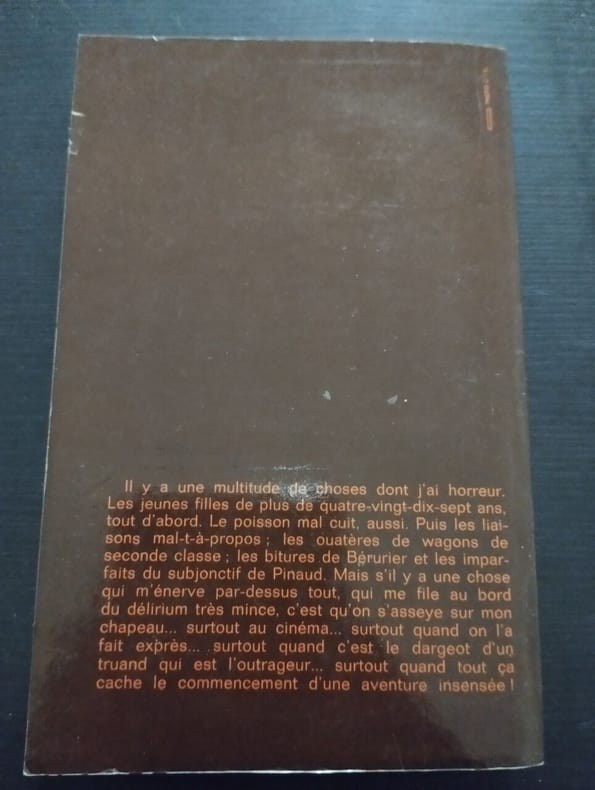 Il y a une multitude de choses dont j'ai horreur.
Les jeunes filles de plus de quatre-vingt-dix-sept ans,
tout d'abord. Le poisson mal cuit, aussi. Puis les liai-
sons mal-t-à-propos ; les ouatères de wagons de
seconde classe ; les bitures de Bérurier et les impar-
faits du subjonctif de Pinaud. Mais s'il y a une chose
qui m'énerve par-dessus tout, qui me file au bord
du délirium très mince, c'est qu'on s'asseye sur mon
chapeau... surtout au cinéma... surtout quand on l'a
fait exprès... surtout quand c'est le dargeot d'un
truand qui est l'outrageur... surtout quand tout ça
cache le commencement d'une aventure insensée !